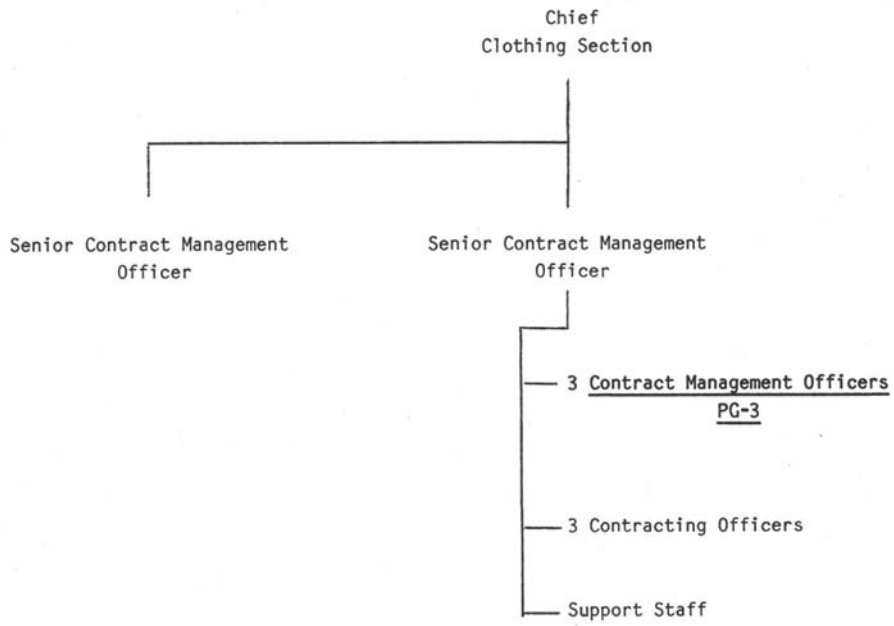 Chief
Clothing Section
Senior Contract Management
Officer
Senior Contract Management
Officer
3 Contract Management Officers
PG-3
3 Contracting Officers
Support Staff